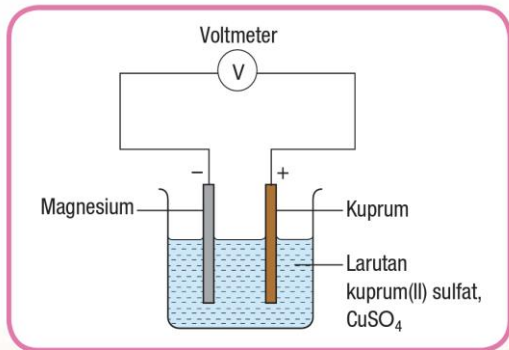 Voltmeter
V
− +
Magnesium
Kuprum
Larutan
kuprum(II) sulfat,
CuSO₄